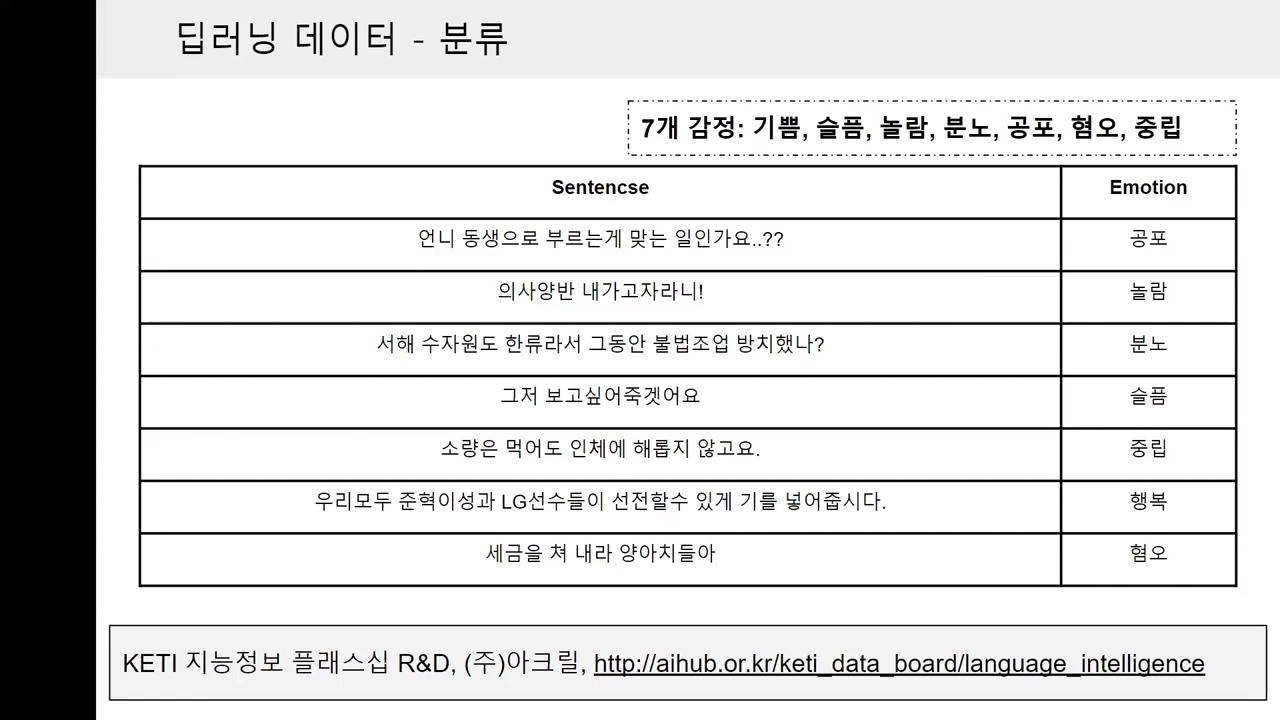 딥러닝 데이터 - 분류
7개 감정: 기쁨, 슬픔, 놀람, 분노, 공포, 혐오, 중립
Sentencse Emotion
언니 동생으로 부르는게 맞는 일인가요..?? 공포
의사양반 내가고자라니! 놀람
서해 수자원도 한류라서 그동안 불법조업 방치했나? 분노
그저 보고싶어죽겟어요 슬픔
소량은 먹어도 인체에 해롭지 않고요. 중립
우리모두 준혁이성과 LG선수들이 선전할수 있게 기를 넣어줍시다. 행복
세금을 쳐 내라 양아치들아 혐오
KETI 지능정보 플래스십 R&D, (주)아크릴, http://aihub.or.kr/keti_data_board/language_intelligence